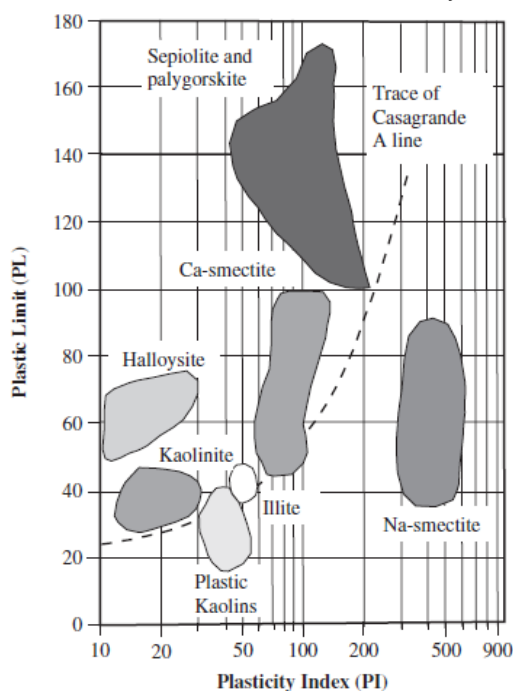 180
Sepiolite and
palygorskite
160
Trace of
Casagrande
A line
140
120
Ca-smectite
100
Plastic Limit (PL)
80
Halloysite
60
Kaolinite
40
Illite
Na-smectite
20
Plastic
Kaolins
0
10
20
50
100
200
500
900
Plasticity Index (PI)